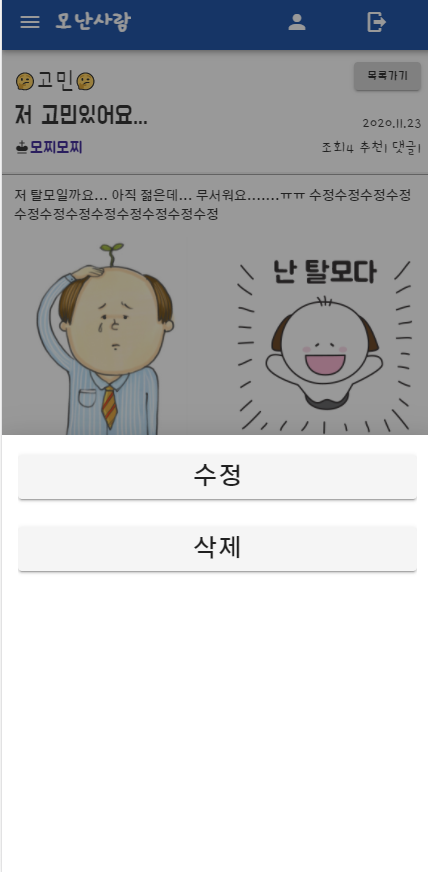 모난사람
🤔고민🤔
목록가기
저 고민있어요...
2020.11.23
모찌모찌
조회4 추천1 댓글1
저 탈모일까요... 아직 젊은데... 무서워요.......ㅠㅠ 수정수정수정수정
수정수정수정수정수정수정수정수정
난 탈모다
수정
삭제